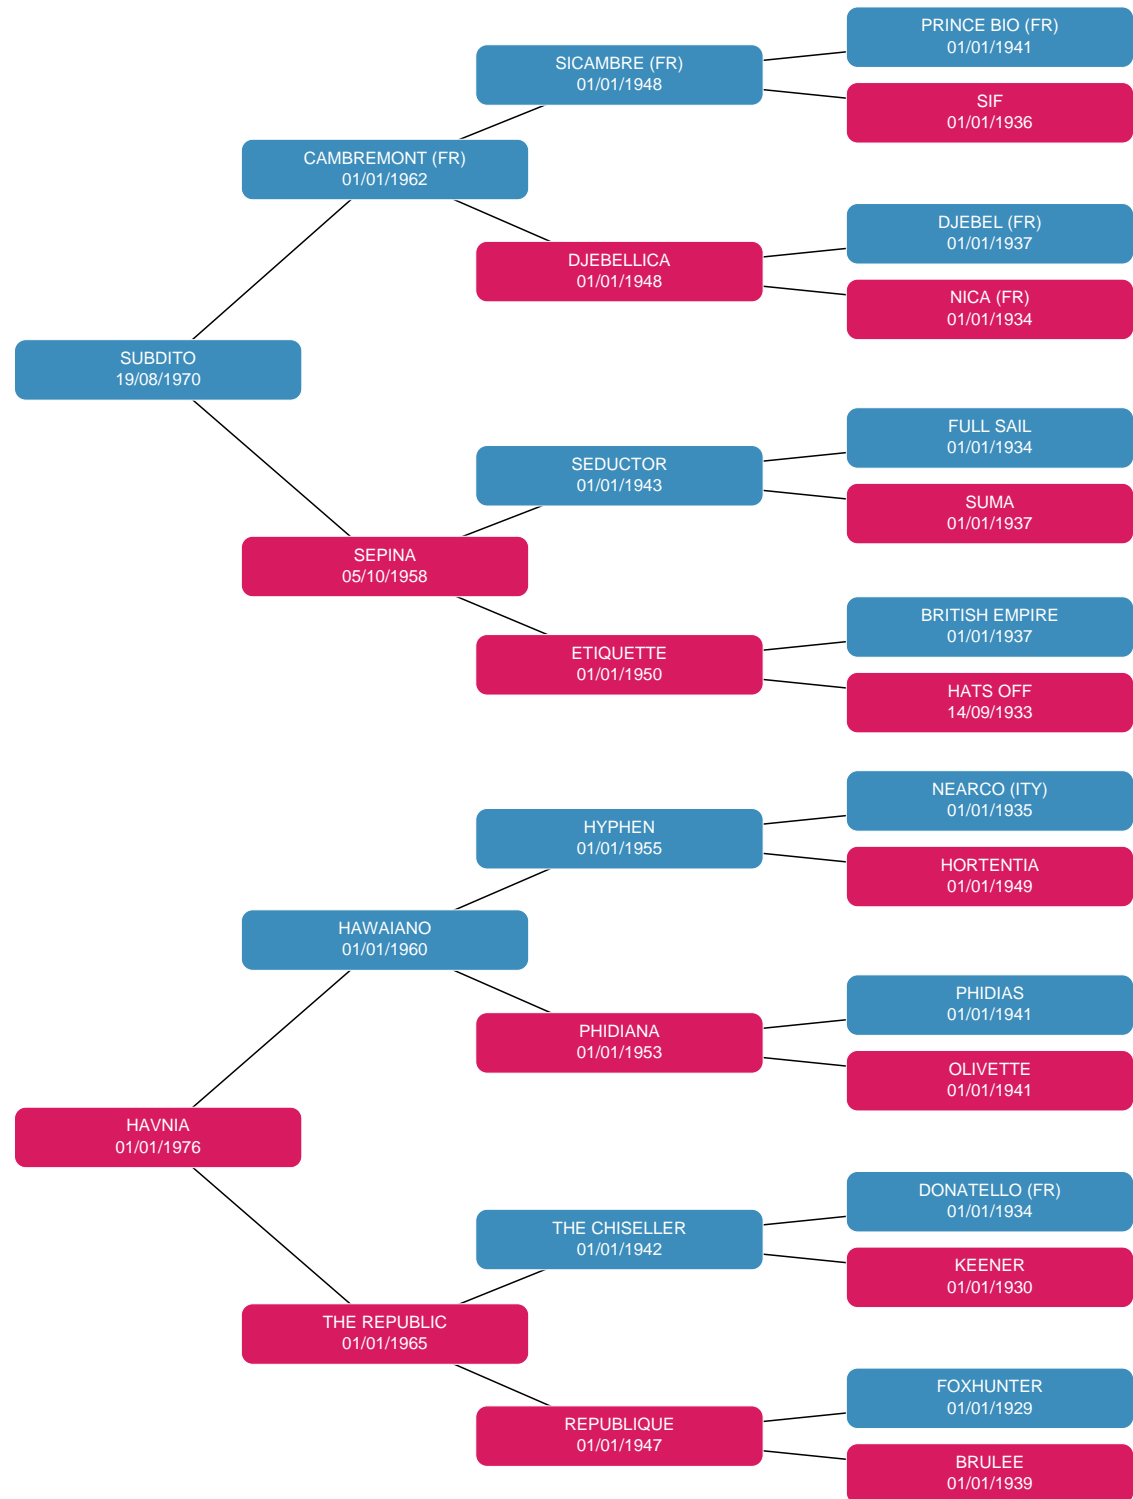 PRINCE BIO (FR)
01/01/1941
SICAMBRE (FR)
01/01/1948
SIF
01/01/1936
CAMBREMONT (FR)
01/01/1962
DJEBEL (FR)
01/01/1937
DJEBELLICA
01/01/1948
NICA (FR)
01/01/1934
SUBDITO
19/08/1970
FULL SAIL
01/01/1934
SEDUCTOR
01/01/1943
SUMA
01/01/1937
SEPINA
05/10/1958
BRITISH EMPIRE
01/01/1937
ETIQUETTE
01/01/1950
HATS OFF
14/09/1933
NEARCO (ITY)
01/01/1935
HYPHEN
01/01/1955
HORTENTIA
01/01/1949
HAWAIANO
01/01/1960
PHIDIAS
01/01/1941
PHIDIANA
01/01/1953
OLIVETTE
01/01/1941
HAVNIA
01/01/1976
DONATELLO (FR)
01/01/1934
THE CHISELLER
01/01/1942
KEENER
01/01/1930
THE REPUBLIC
01/01/1965
FOXHUNTER
01/01/1929
REPUBLIQUE
01/01/1947
BRULEE
01/01/1939